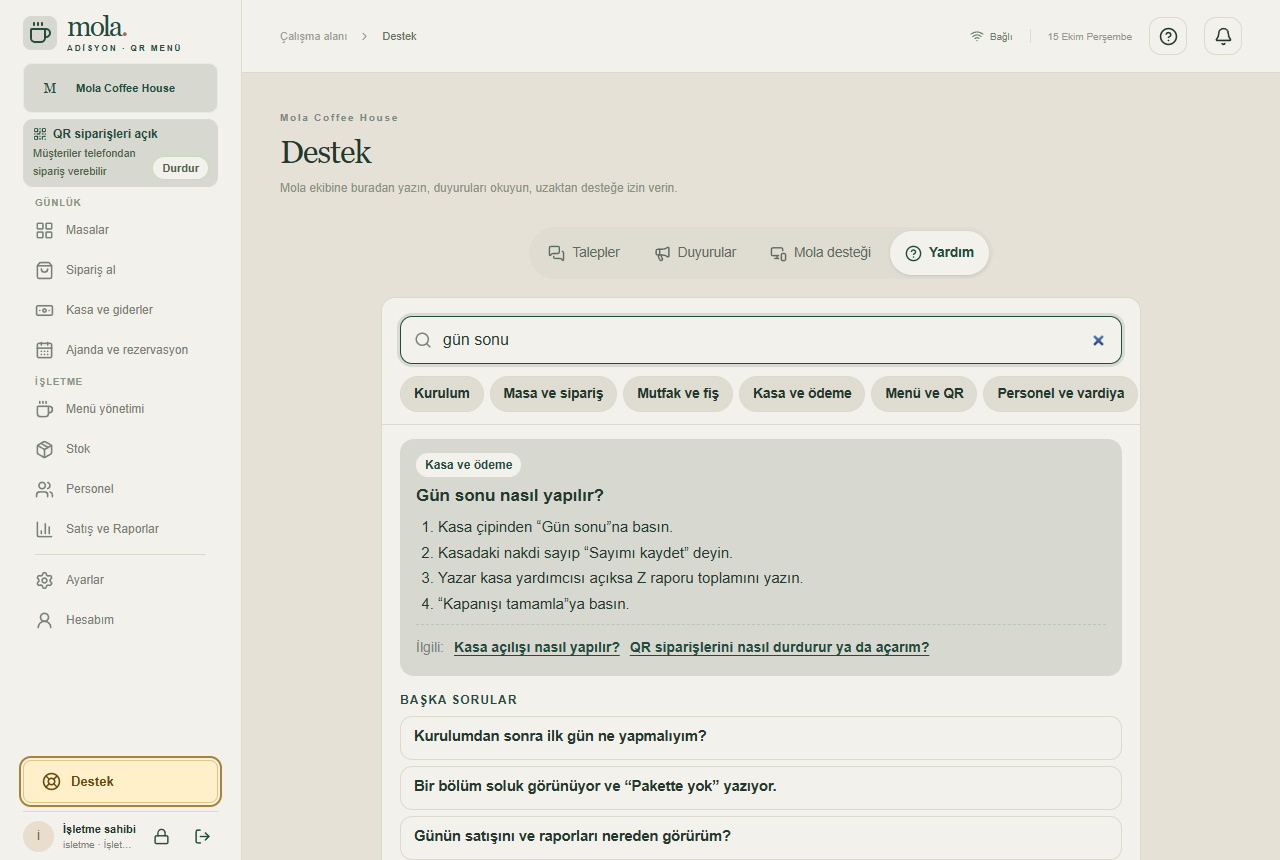 mola.
ADİSYON · QR MENÜ
M Mola Coffee House
QR siparişleri açık
Müşteriler telefondan
sipariş verebilir
Durdur
GÜNLÜK
Masalar
Sipariş al
Kasa ve giderler
Ajanda ve rezervasyon
İŞLETME
Menü yönetimi
Stok
Personel
Satış ve Raporlar
Ayarlar
Hesabım
Destek
İ
İşletme sahibi
isletme · İşlet...
Çalışma alanı > Destek
Bağlı
15 Ekim Perşembe
Mola Coffee House
Destek
Mola ekibine buradan yazın, duyuruları okuyun, uzaktan desteğe izin verin.
Talepler Duyurular Mola desteği Yardım
gün sonu
Kurulum Masa ve sipariş Mutfak ve fiş Kasa ve ödeme Menü ve QR Personel ve vardiya
Kasa ve ödeme
Gün sonu nasıl yapılır?
1. Kasa çipinden “Gün sonu”na basın.
2. Kasadaki nakdi sayıp “Sayımı kaydet” deyin.
3. Yazar kasa yardımcısı açıksa Z raporu toplamını yazın.
4. “Kapanışı tamamla”ya basın.
İlgili: Kasa açılışı nasıl yapılır? QR siparişlerini nasıl durdurur ya da açarım?
BAŞKA SORULAR
Kurulumdan sonra ilk gün ne yapmalıyım?
Bir bölüm soluk görünüyor ve “Pakette yok” yazıyor.
Günün satışını ve raporları nereden görürüm?